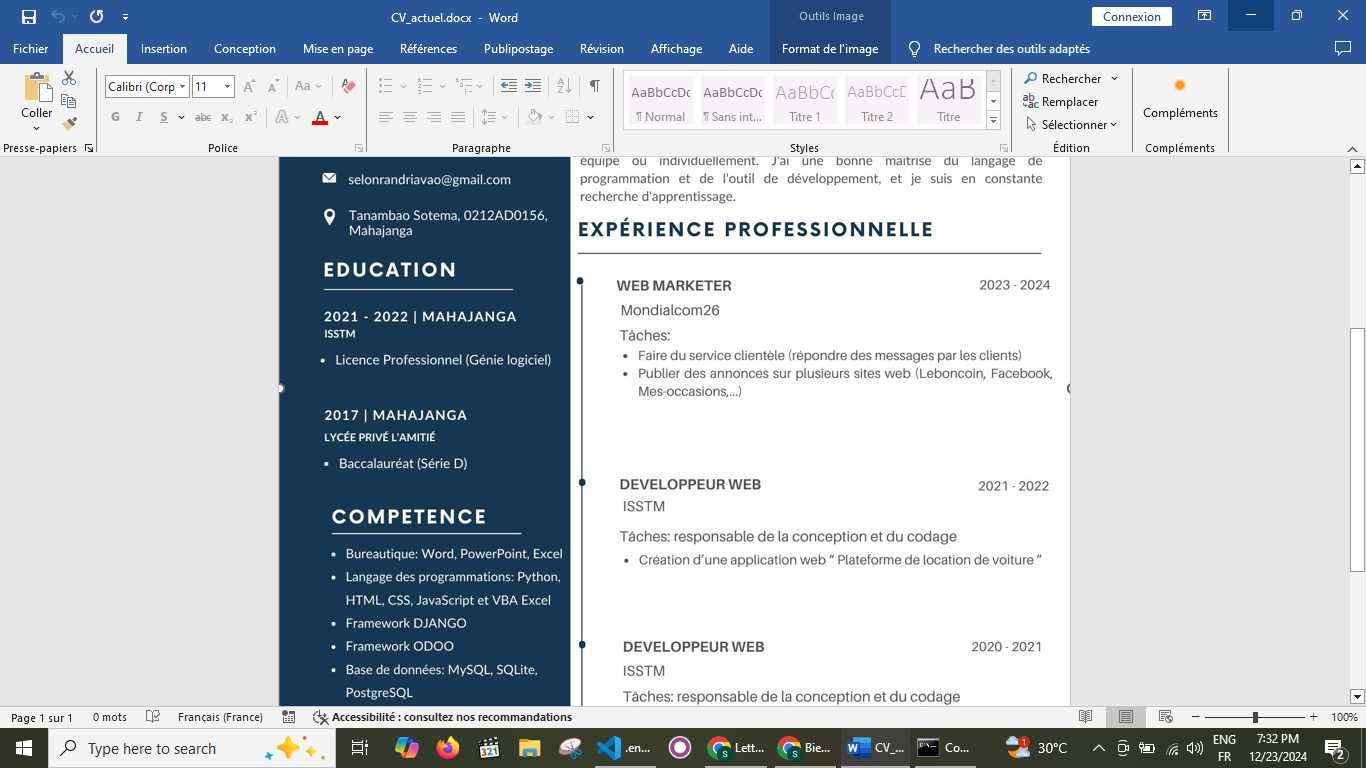 CV_actuel.docx - Word
Outils Image
Connexion
Fichier
Accueil
Insertion
Conception
Mise en page
Références
Publipostage
Révision
Affichage
Aide
Format de l'image
Rechercher des outils adaptés
Coller
Presse-papiers
Calibri (Corp
11
A A Aa
G I S abc x₂ x² A A
Police
Paragraphe
AaBbCcDc
¶ Normal
AaBbCcDc
¶ Sans int...
AaBbCc
Titre 1
AaBbCcE
Titre 2
AaB
Titre
Styles
Rechercher
Remplacer
Sélectionner
Édition
Compléments
Compléments
selonrandriavao@gmail.com
Tanambao Sotema, 0212AD0156,
Mahajanga
EDUCATION
2021 - 2022 | MAHAJANGA
ISSTM
• Licence Professionnel (Génie logiciel)
2017 | MAHAJANGA
LYCÉE PRIVÉ L'AMITIÉ
• Baccalauréat (Série D)
COMPETENCE
• Bureautique: Word, PowerPoint, Excel
• Langage des programmations: Python,
HTML, CSS, JavaScript et VBA Excel
• Framework DJANGO
• Framework ODOO
• Base de données: MySQL, SQLite,
PostgreSQL
équipe ou individuellement. J'ai une bonne maîtrise du langage de
programmation et de l'outil de développement, et je suis en constante
recherche d'apprentissage.
EXPÉRIENCE PROFESSIONNELLE
WEB MARKETER 2023 - 2024
Mondialcom26
Tâches:
• Faire du service clientèle (répondre des messages par les clients)
• Publier des annonces sur plusieurs sites web (Leboncoin, Facebook,
Mes-occasions,...)
DEVELOPPEUR WEB 2021 - 2022
ISSTM
Tâches: responsable de la conception et du codage
• Création d'une application web " Plateforme de location de voiture "
DEVELOPPEUR WEB 2020 - 2021
ISSTM
Tâches: responsable de la conception et du codage
Page 1 sur 1
0 mots
Français (France)
Accessibilité : consultez nos recommandations
100%
Type here to search
.en...
Lett...
Bie...
CV_...
Co...
30°C
ENG
FR
7:32 PM
12/23/2024
2